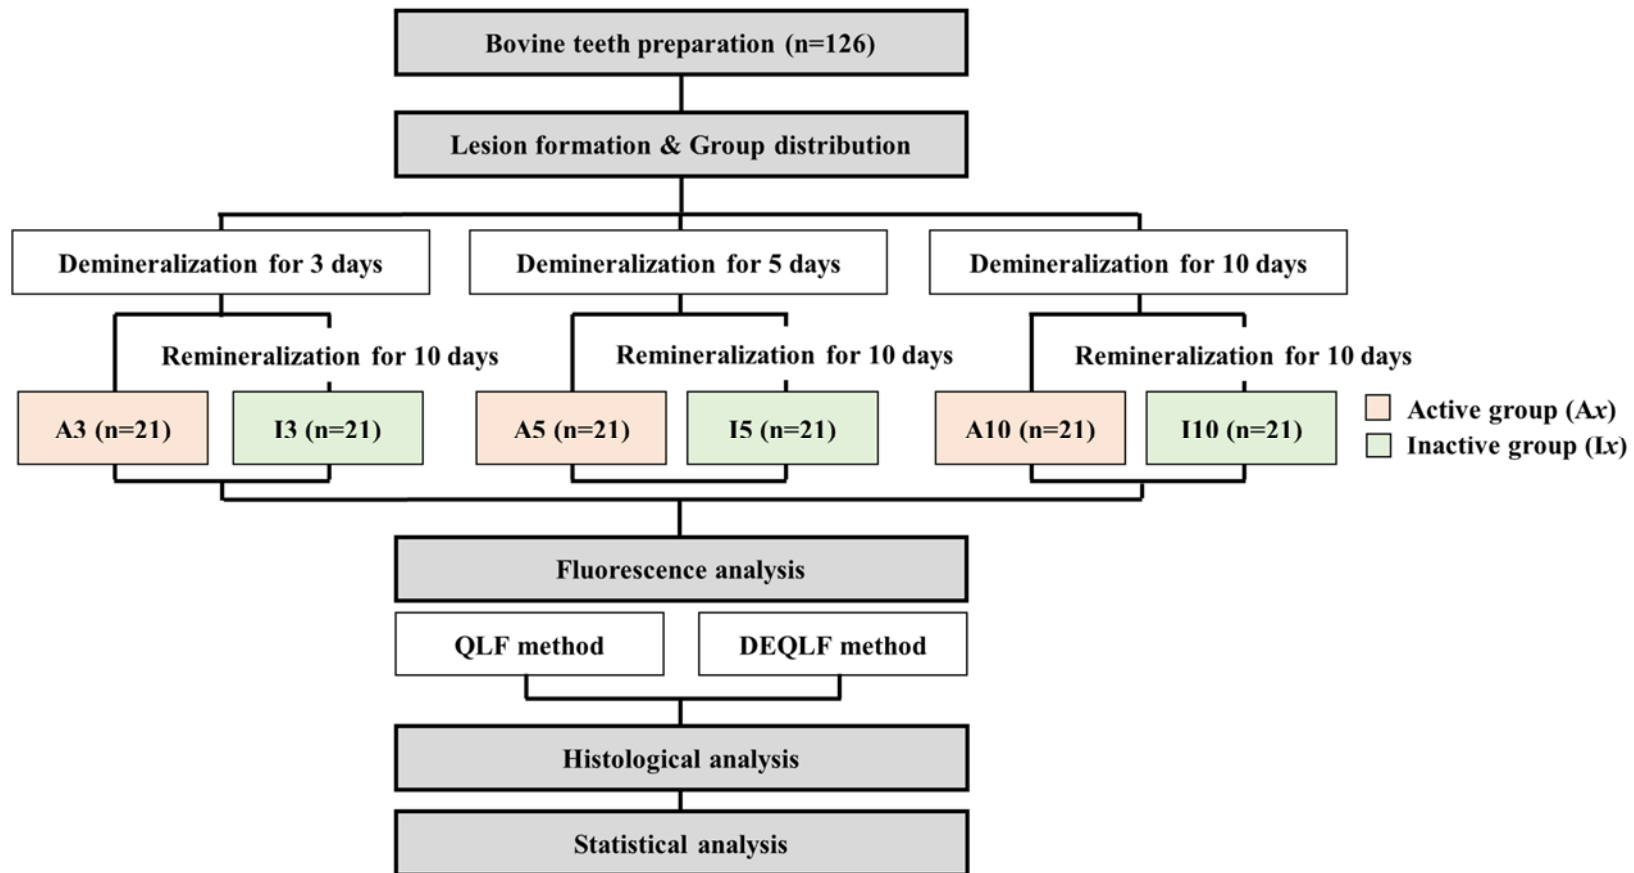 Bovine teeth preparation (n=126)
Lesion formation & Group distribution
Demineralization for 3 days
Demineralization for 5 days
Demineralization for 10 days
Remineralization for 10 days
Remineralization for 10 days
Remineralization for 10 days
A3 (n=21)
I3 (n=21)
A5 (n=21)
I5 (n=21)
A10 (n=21)
I10 (n=21)
Active group (Ax)
Inactive group (Ix)
Fluorescence analysis
QLF method
DEQLF method
Histological analysis
Statistical analysis